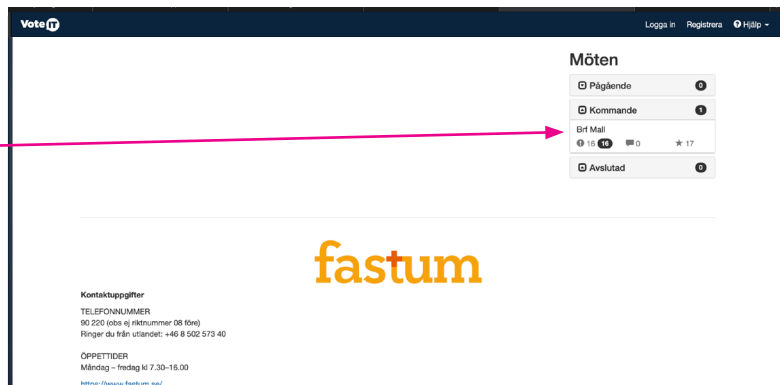 VoteIT
Logga in Registrera Hjälp
Möten
Pågående 0
Kommande 1
Brf Mall
16 16 0 17
Avslutad 0
fastum
Kontaktuppgifter
TELEFONNUMMER
90 220 (obs ej riktnummer 08 före)
Ringer du från utlandet: +46 8 502 573 40
ÖPPETTIDER
Måndag – fredag kl 7.30–16.00
https://www.fastum.se/